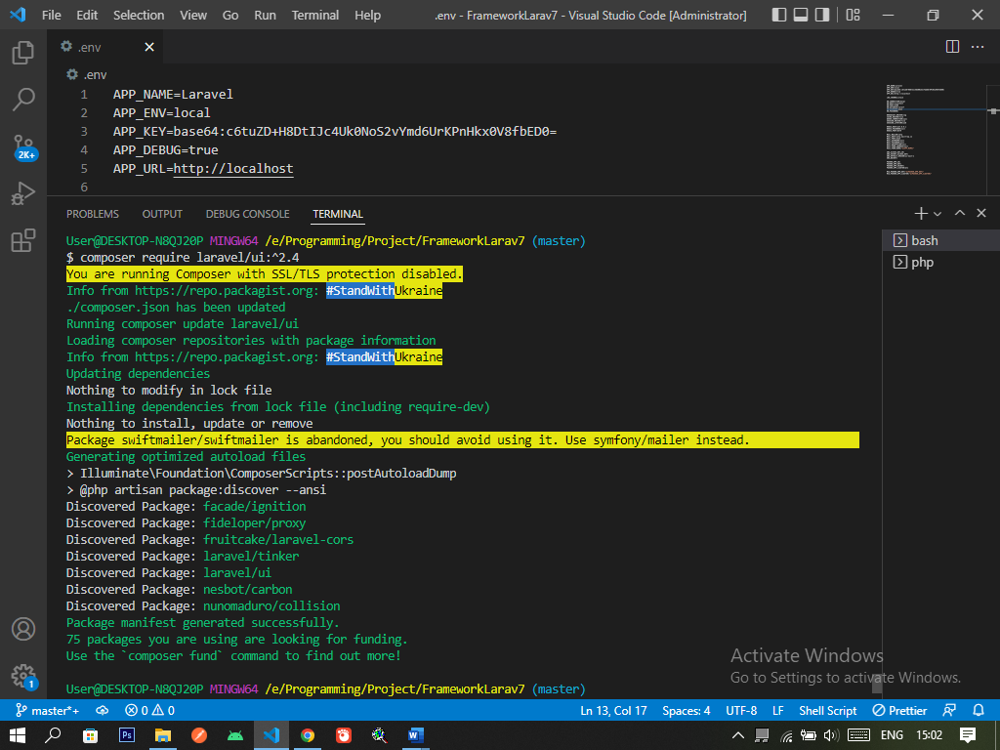 File Edit Selection View Go Run Terminal Help .env - FrameworkLarav7 - Visual Studio Code [Administrator]
.env
.env
1 APP_NAME=Laravel
2 APP_ENV=local
3 APP_KEY=base64:c6tuZD+H8DtIJc4Uk0NoS2vYmd6UrKPnHkx0V8fbED0=
4 APP_DEBUG=true
5 APP_URL=http://localhost
6
PROBLEMS OUTPUT DEBUG CONSOLE TERMINAL
User@DESKTOP-N8QJ20P MINGW64 /e/Programming/Project/FrameworkLarav7 (master)
$ composer require laravel/ui:^2.4
You are running Composer with SSL/TLS protection disabled.
Info from https://repo.packagist.org: #StandWithUkraine
./composer.json has been updated
Running composer update laravel/ui
Loading composer repositories with package information
Info from https://repo.packagist.org: #StandWithUkraine
Updating dependencies
Nothing to modify in lock file
Installing dependencies from lock file (including require-dev)
Nothing to install, update or remove
Package swiftmailer/swiftmailer is abandoned, you should avoid using it. Use symfony/mailer instead.
Generating optimized autoload files
> Illuminate\Foundation\ComposerScripts::postAutoloadDump
> @php artisan package:discover --ansi
Discovered Package: facade/ignition
Discovered Package: fideloper/proxy
Discovered Package: fruitcake/laravel-cors
Discovered Package: laravel/tinker
Discovered Package: laravel/ui
Discovered Package: nesbot/carbon
Discovered Package: nunomaduro/collision
Package manifest generated successfully.
75 packages you are using are looking for funding.
Use the `composer fund` command to find out more!
User@DESKTOP-N8QJ20P MINGW64 /e/Programming/Project/FrameworkLarav7 (master)
bash
php
2K+
1
Activate Windows
Go to Settings to activate Windows.
master*+ 0 0 Ln 13, Col 17 Spaces: 4 UTF-8 LF Shell Script Prettier
Ps W ENG 15:02